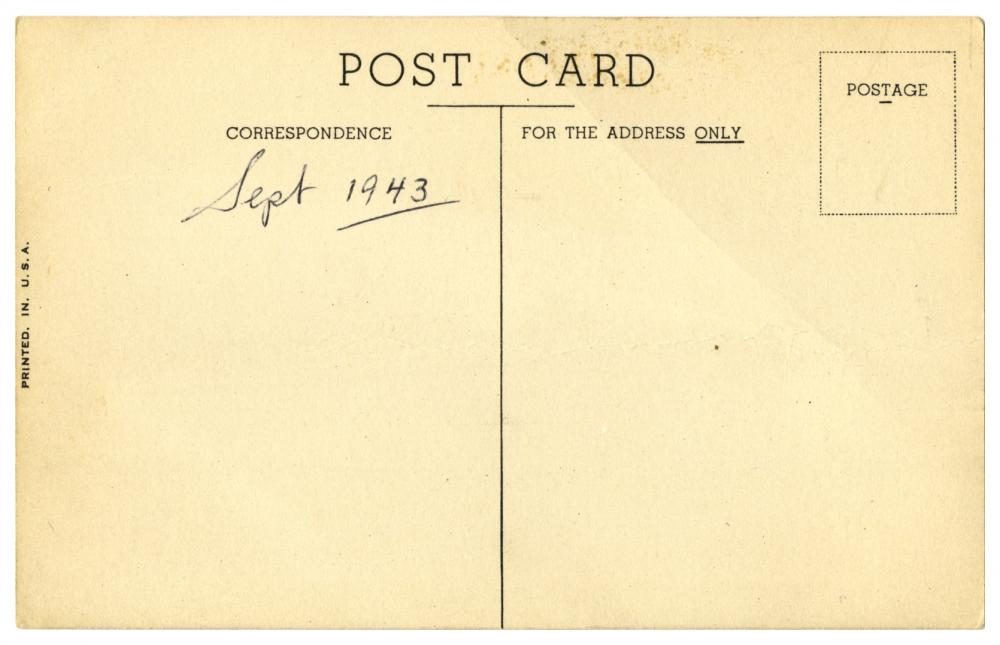 POST CARD
POSTAGE
CORRESPONDENCE
FOR THE ADDRESS ONLY
Sept 1943
PRINTED. IN. U. S. A.